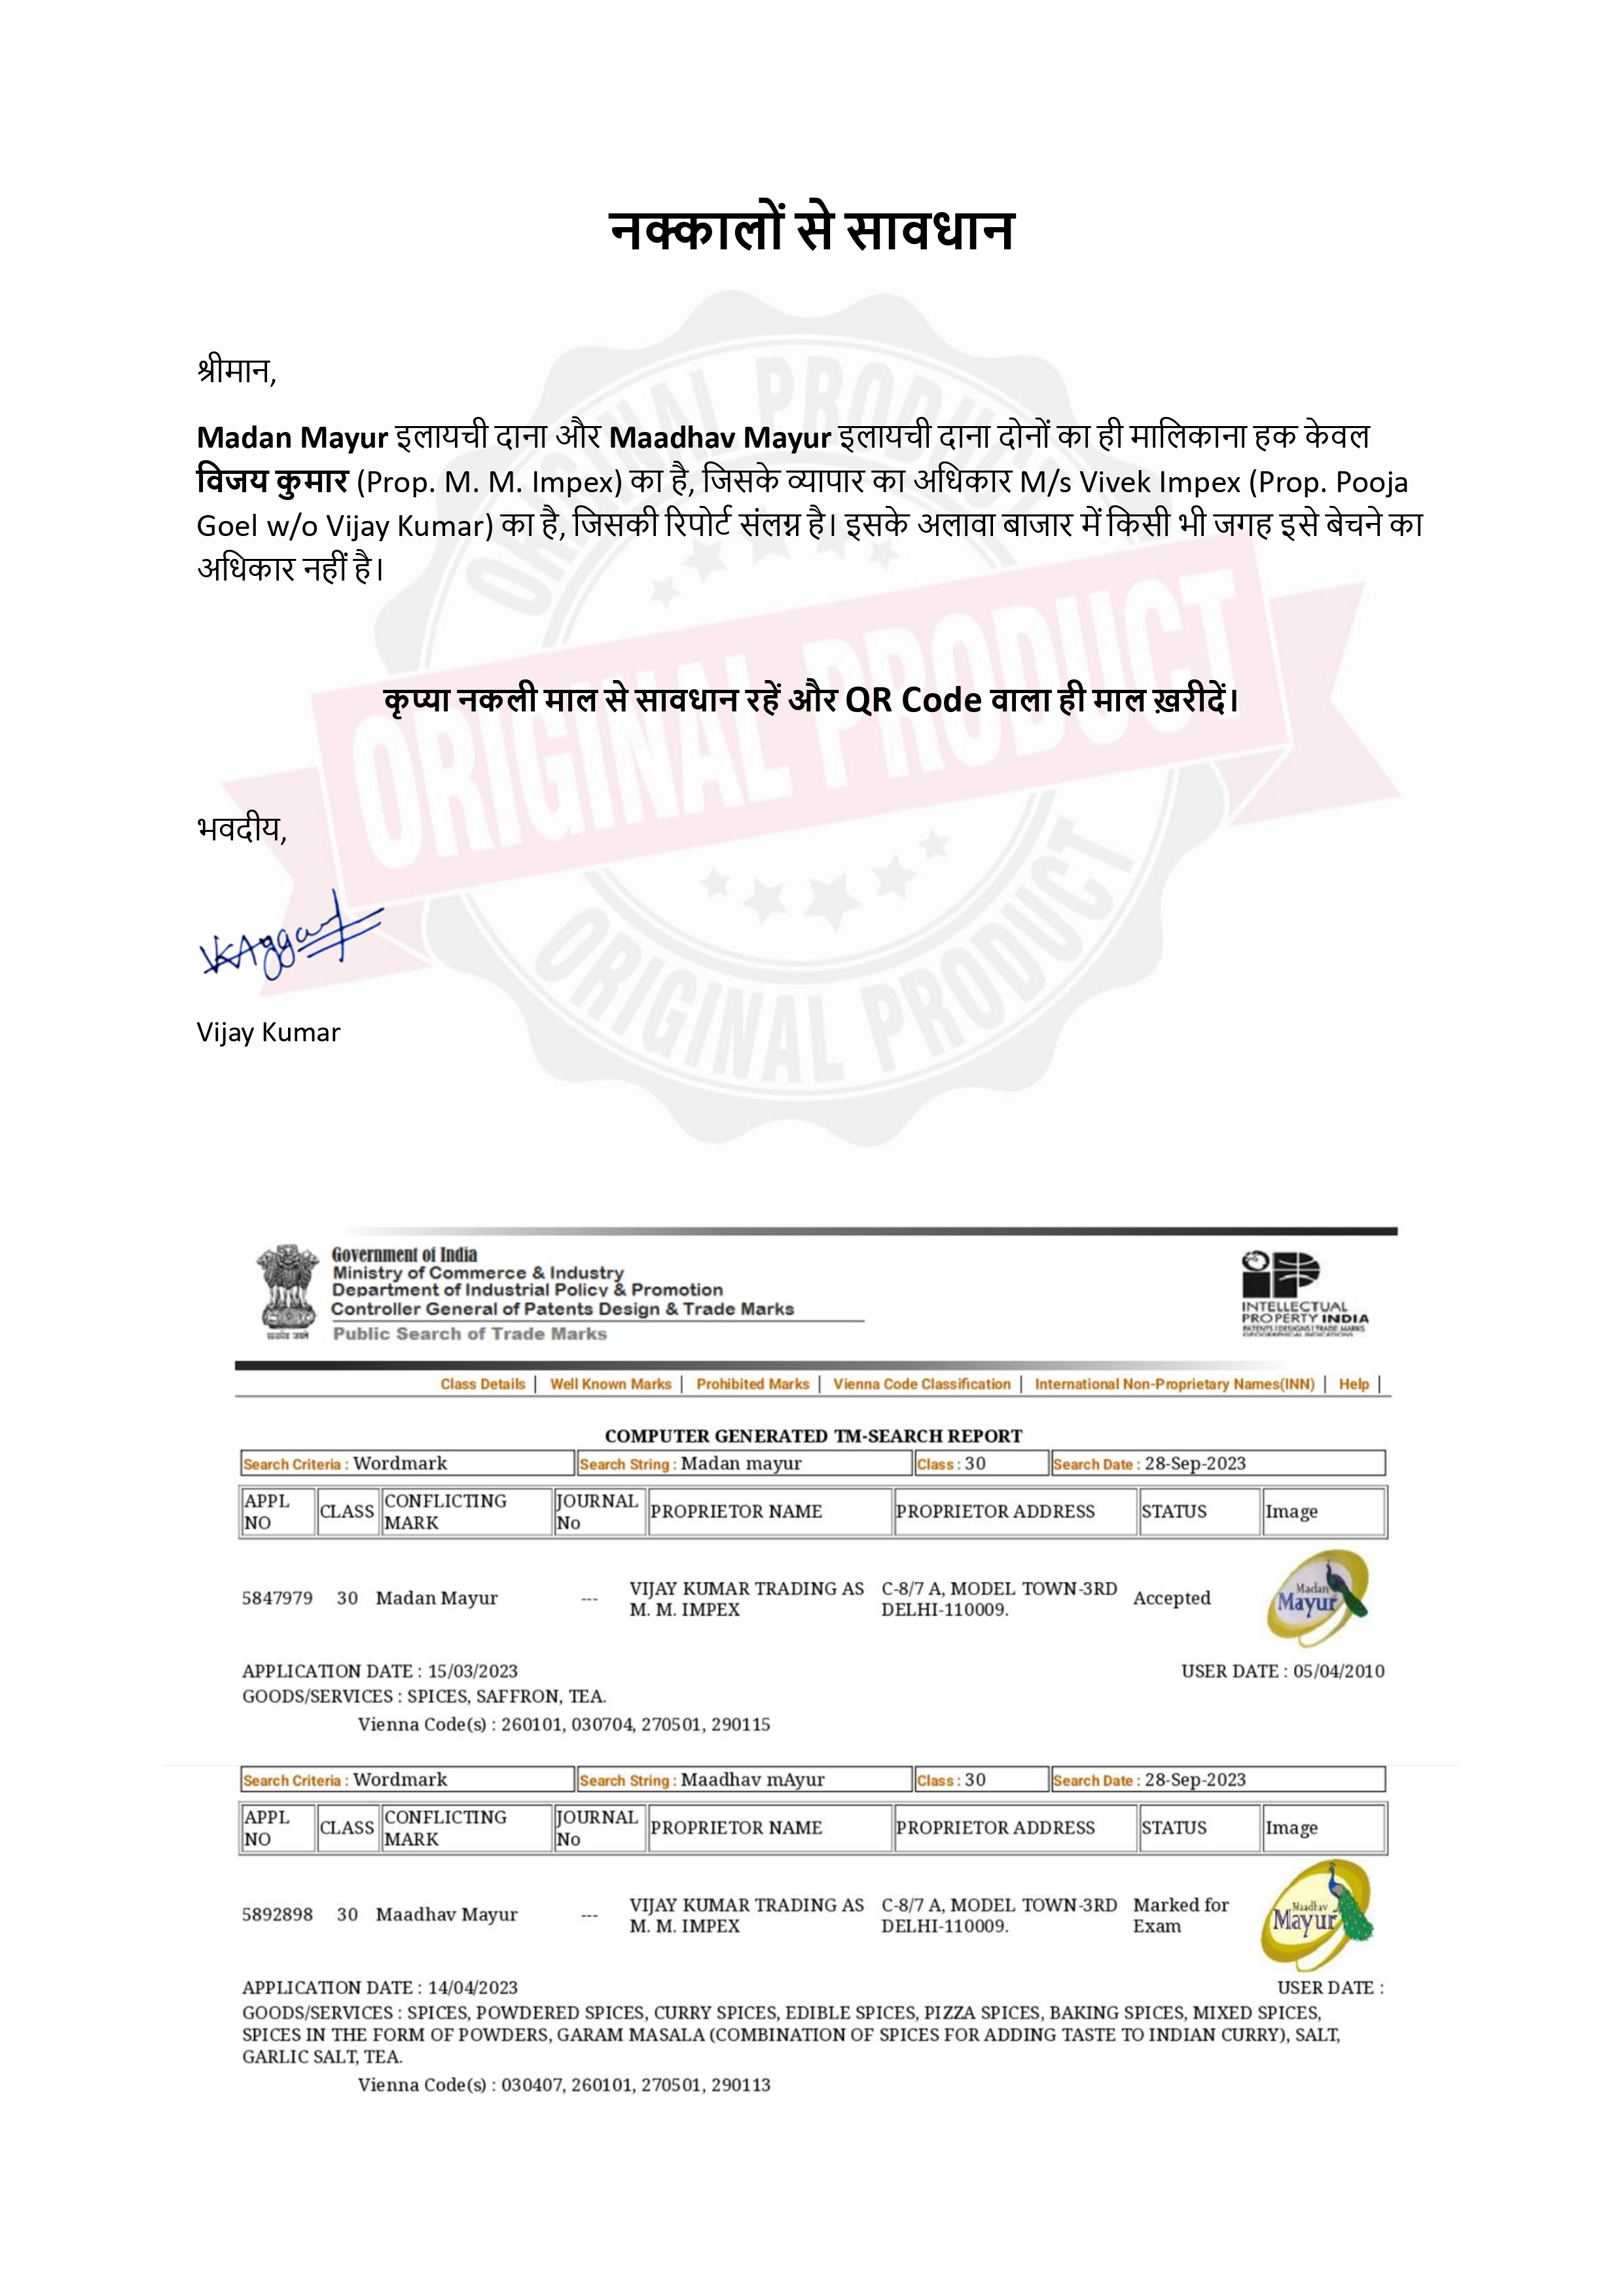 नक्कालों से सावधान
श्रीमान,
Madan Mayur इलायची दाना और Maadhav Mayur इलायची दाना दोनों का ही मालिकाना हक केवल
विजय कुमार (Prop. M. M. Impex) का है, जिसके व्यापार का अधिकार M/s Vivek Impex (Prop. Pooja
Goel w/o Vijay Kumar) का है, जिसकी रिपोर्ट संलग्न है। इसके अलावा बाजार में किसी भी जगह इसे बेचने का
अधिकार नहीं है।
ORIGINAL PRODUCT
ORIGINAL PRODUCT
ORIGINAL PRODUCT
कृप्या नकली माल से सावधान रहें और QR Code वाला ही माल ख़रीदें।
भवदीय,
Vijay Kumar
Government of India
Ministry of Commerce & Industry
Department of Industrial Policy & Promotion
Controller General of Patents Design & Trade Marks
Public Search of Trade Marks
सत्यमेव जयते
INTELLECTUAL
PROPERTY INDIA
PATENTS | DESIGNS | TRADE MARKS
GEOGRAPHICAL INDICATIONS
Class Details | Well Known Marks | Prohibited Marks | Vienna Code Classification | International Non-Proprietary Names(INN) | Help |
COMPUTER GENERATED TM-SEARCH REPORT
Search Criteria : Wordmark Search String : Madan mayur Class : 30 Search Date : 28-Sep-2023
APPL NO CLASS CONFLICTING MARK JOURNAL No PROPRIETOR NAME PROPRIETOR ADDRESS STATUS Image
5847979 30 Madan Mayur --- VIJAY KUMAR TRADING AS M. M. IMPEX C-8/7 A, MODEL TOWN-3RD DELHI-110009. Accepted
Madan
Mayur
APPLICATION DATE : 15/03/2023 USER DATE : 05/04/2010
GOODS/SERVICES : SPICES, SAFFRON, TEA.
Vienna Code(s) : 260101, 030704, 270501, 290115
Search Criteria : Wordmark Search String : Maadhav mAyur Class : 30 Search Date : 28-Sep-2023
APPL NO CLASS CONFLICTING MARK JOURNAL No PROPRIETOR NAME PROPRIETOR ADDRESS STATUS Image
5892898 30 Maadhav Mayur --- VIJAY KUMAR TRADING AS M. M. IMPEX C-8/7 A, MODEL TOWN-3RD DELHI-110009. Marked for Exam
Maadhav
Mayur
APPLICATION DATE : 14/04/2023 USER DATE :
GOODS/SERVICES : SPICES, POWDERED SPICES, CURRY SPICES, EDIBLE SPICES, PIZZA SPICES, BAKING SPICES, MIXED SPICES,
SPICES IN THE FORM OF POWDERS, GARAM MASALA (COMBINATION OF SPICES FOR ADDING TASTE TO INDIAN CURRY), SALT,
GARLIC SALT, TEA.
Vienna Code(s) : 030407, 260101, 270501, 290113